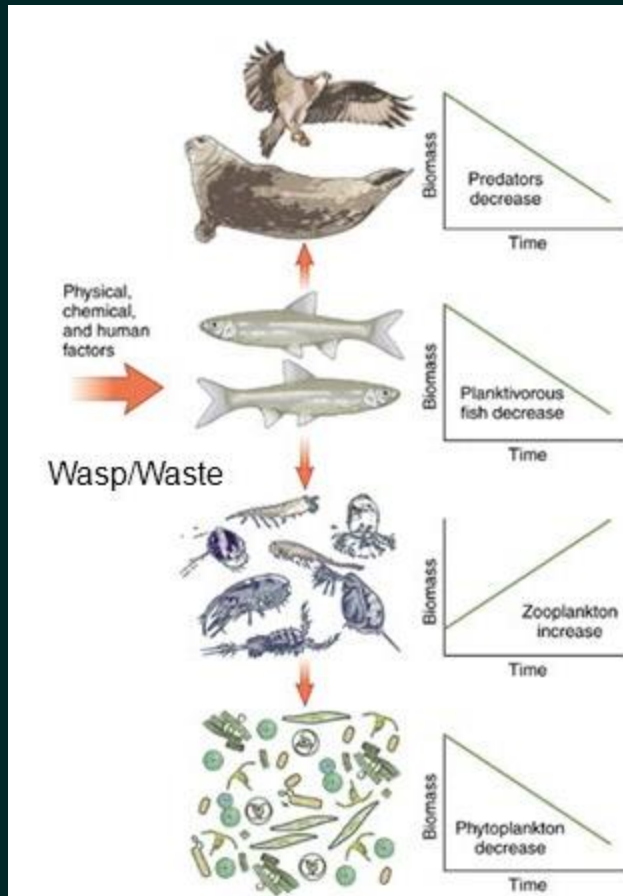 Biomass
Predators
decrease
Time
Physical,
chemical,
and human
factors
Biomass
Planktivorous
fish decrease
Time
Wasp/Waste
Biomass
Zooplankton
increase
Time
Biomass
Phytoplankton
decrease
Time